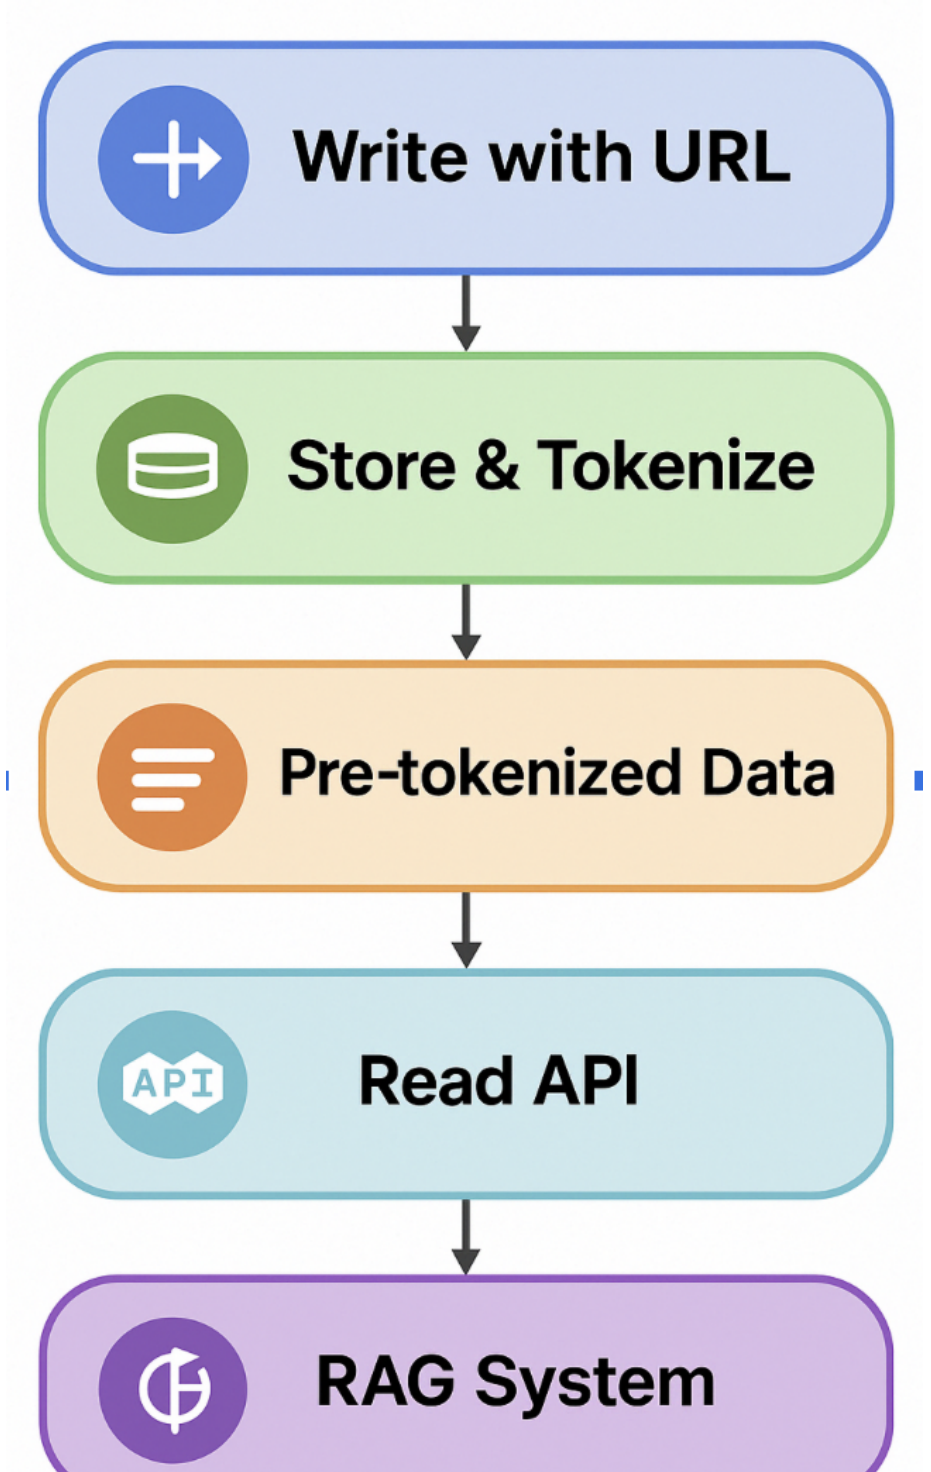 Write with URL
Store & Tokenize
Pre-tokenized Data
API
Read API
RAG System